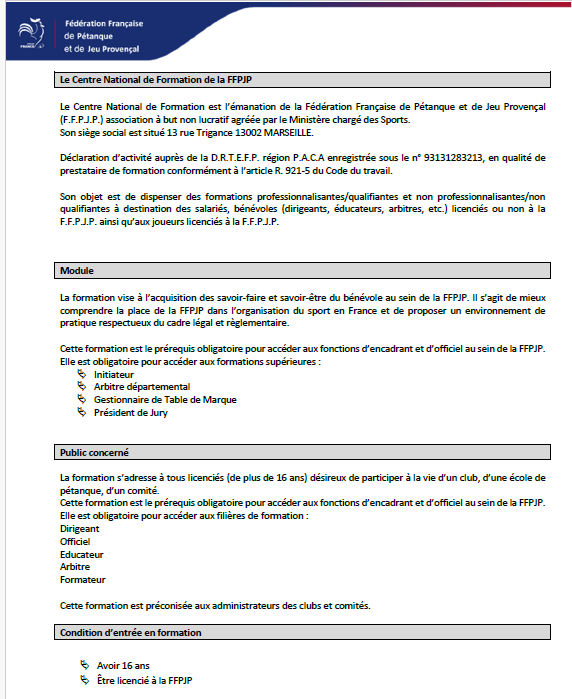 Fédération Française
de Pétanque
et de Jeu Provençal
Le Centre National de Formation de la FFPJP
Le Centre National de Formation est l'émanation de la Fédération Française de Pétanque et de Jeu Provençal
(F.F.P.J.P.) association à but non lucratif agréée par le Ministère chargé des Sports.
Son siège social est situé 13 rue Trigance 13002 MARSEILLE.
Déclaration d'activité auprès de la D.R.T.E.F.P. région P.A.C.A enregistrée sous le n° 93131283213, en qualité de
prestataire de formation conformément à l'article R. 921-5 du Code du travail.
Son objet est de dispenser des formations professionnalisantes/qualifiantes et non professionnalisantes/non
qualifiantes à destination des salariés, bénévoles (dirigeants, éducateurs, arbitres, etc.) licenciés ou non à la
F.F.P.J.P. ainsi qu'aux joueurs licenciés à la F.F.P.J.P.
Module
La formation vise à l'acquisition des savoir-faire et savoir-être du bénévole au sein de la FFPJP. Il s'agit de mieux
comprendre la place de la FFPJP dans l'organisation du sport en France et de proposer un environnement de
pratique respectueux du cadre légal et règlementaire.
Cette formation est le prérequis obligatoire pour accéder aux fonctions d'encadrant et d'officiel au sein de la FFPJP.
Elle est obligatoire pour accéder aux formations supérieures :
Initiateur
Arbitre départemental
Gestionnaire de Table de Marque
Président de Jury
Public concerné
La formation s'adresse à tous licenciés (de plus de 16 ans) désireux de participer à la vie d'un club, d'une école de
pétanque, d'un comité.
Cette formation est le prérequis obligatoire pour accéder aux fonctions d'encadrant et d'officiel au sein de la FFPJP.
Elle est obligatoire pour accéder aux filières de formation :
Dirigeant
Officiel
Educateur
Arbitre
Formateur
Cette formation est préconisée aux administrateurs des clubs et comités.
Condition d'entrée en formation
Avoir 16 ans
Être licencié à la FFPJP